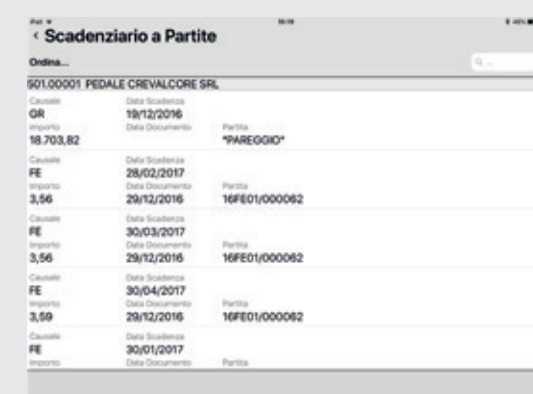 iPad
< Scadenziario a Partite
Ordina...
501.00001 PEDALE CREVALCORE SRL
Causale Data Scadenza
GR 19/12/2016
Importo Data Documento Partita
18.703,82 *PAREGGIO*
Causale Data Scadenza
FE 28/02/2017
Importo Data Documento Partita
3,56 29/12/2016 16FE01/000062
Causale Data Scadenza
FE 30/03/2017
Importo Data Documento Partita
3,56 29/12/2016 16FE01/000062
Causale Data Scadenza
FE 30/04/2017
Importo Data Documento Partita
3,59 29/12/2016 16FE01/000062
Causale Data Scadenza
FE 30/01/2017
Importo Data Documento Partita